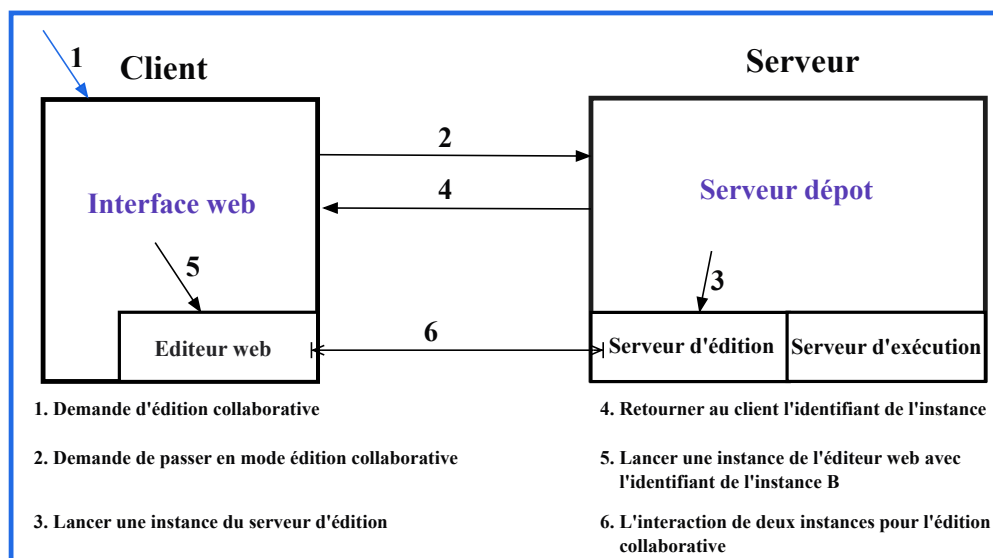 1
Client
Serveur
2
4
Interface web
Serveur dépot
5
3
6
Editeur web
Serveur d'édition
Serveur d'exécution
1. Demande d'édition collaborative
2. Demande de passer en mode édition collaborative
3. Lancer une instance du serveur d'édition
4. Retourner au client l'identifiant de l'instance
5. Lancer une instance de l'éditeur web avec
l'identifiant de l'instance B
6. L'interaction de deux instances pour l'édition
collaborative